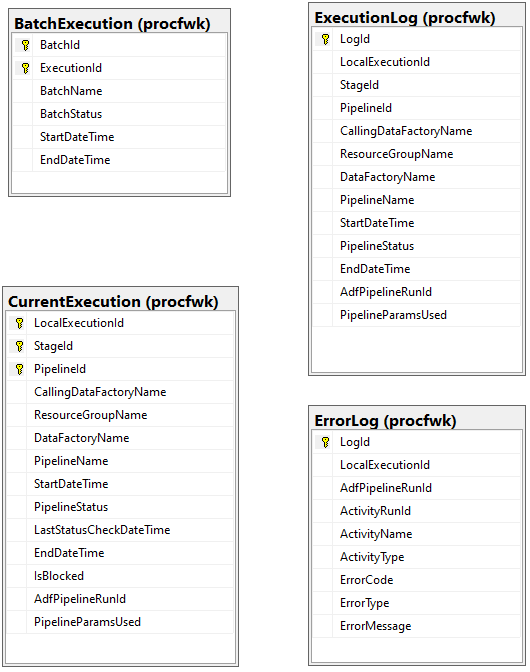 BatchExecution (procfwk)
BatchId
ExecutionId
BatchName
BatchStatus
StartDateTime
EndDateTime
ExecutionLog (procfwk)
LogId
LocalExecutionId
StageId
PipelineId
CallingDataFactoryName
ResourceGroupName
DataFactoryName
PipelineName
StartDateTime
PipelineStatus
EndDateTime
AdfPipelineRunId
PipelineParamsUsed
CurrentExecution (procfwk)
LocalExecutionId
StageId
PipelineId
CallingDataFactoryName
ResourceGroupName
DataFactoryName
PipelineName
StartDateTime
PipelineStatus
LastStatusCheckDateTime
EndDateTime
IsBlocked
AdfPipelineRunId
PipelineParamsUsed
ErrorLog (procfwk)
LogId
LocalExecutionId
AdfPipelineRunId
ActivityRunId
ActivityName
ActivityType
ErrorCode
ErrorType
ErrorMessage